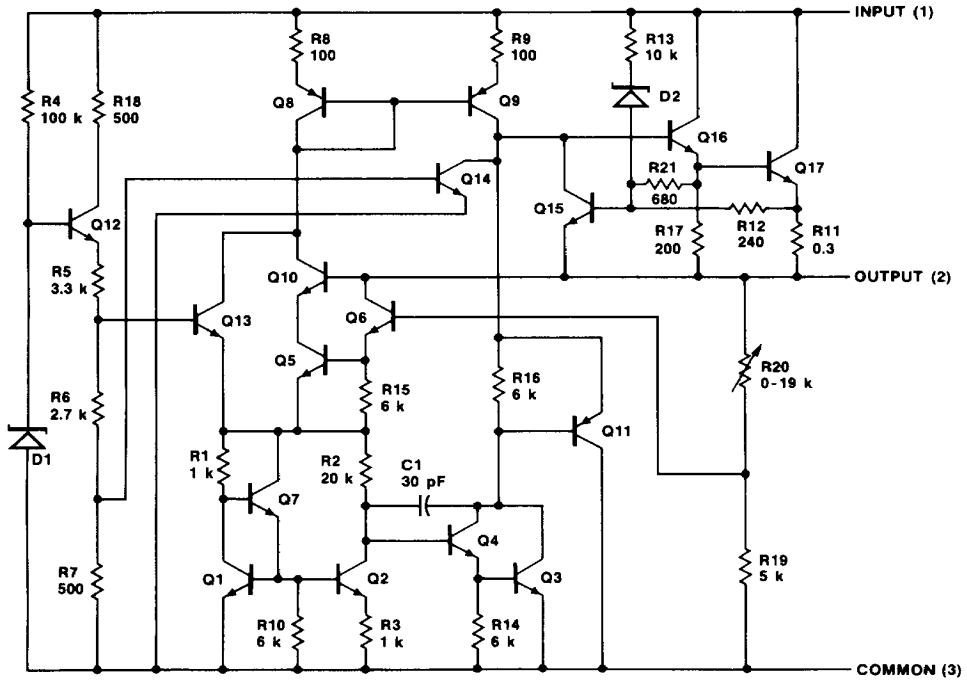 INPUT (1)
R8
100
R9
100
R13
10 k
R4
100 k
R18
500
Q8
Q9
D2
Q16
Q14
R21
680
Q17
Q12
Q15
R17
200
R12
240
R11
0.3
R5
3.3 k
Q10
OUTPUT (2)
Q13
Q6
Q5
R15
6 k
R16
6 k
R20
0-19 k
R6
2.7 k
Q11
D1
R1
1 k
R2
20 k
C1
30 pF
Q7
Q4
Q1
Q2
Q3
R7
500
R10
6 k
R3
1 k
R14
6 k
R19
5 k
COMMON (3)